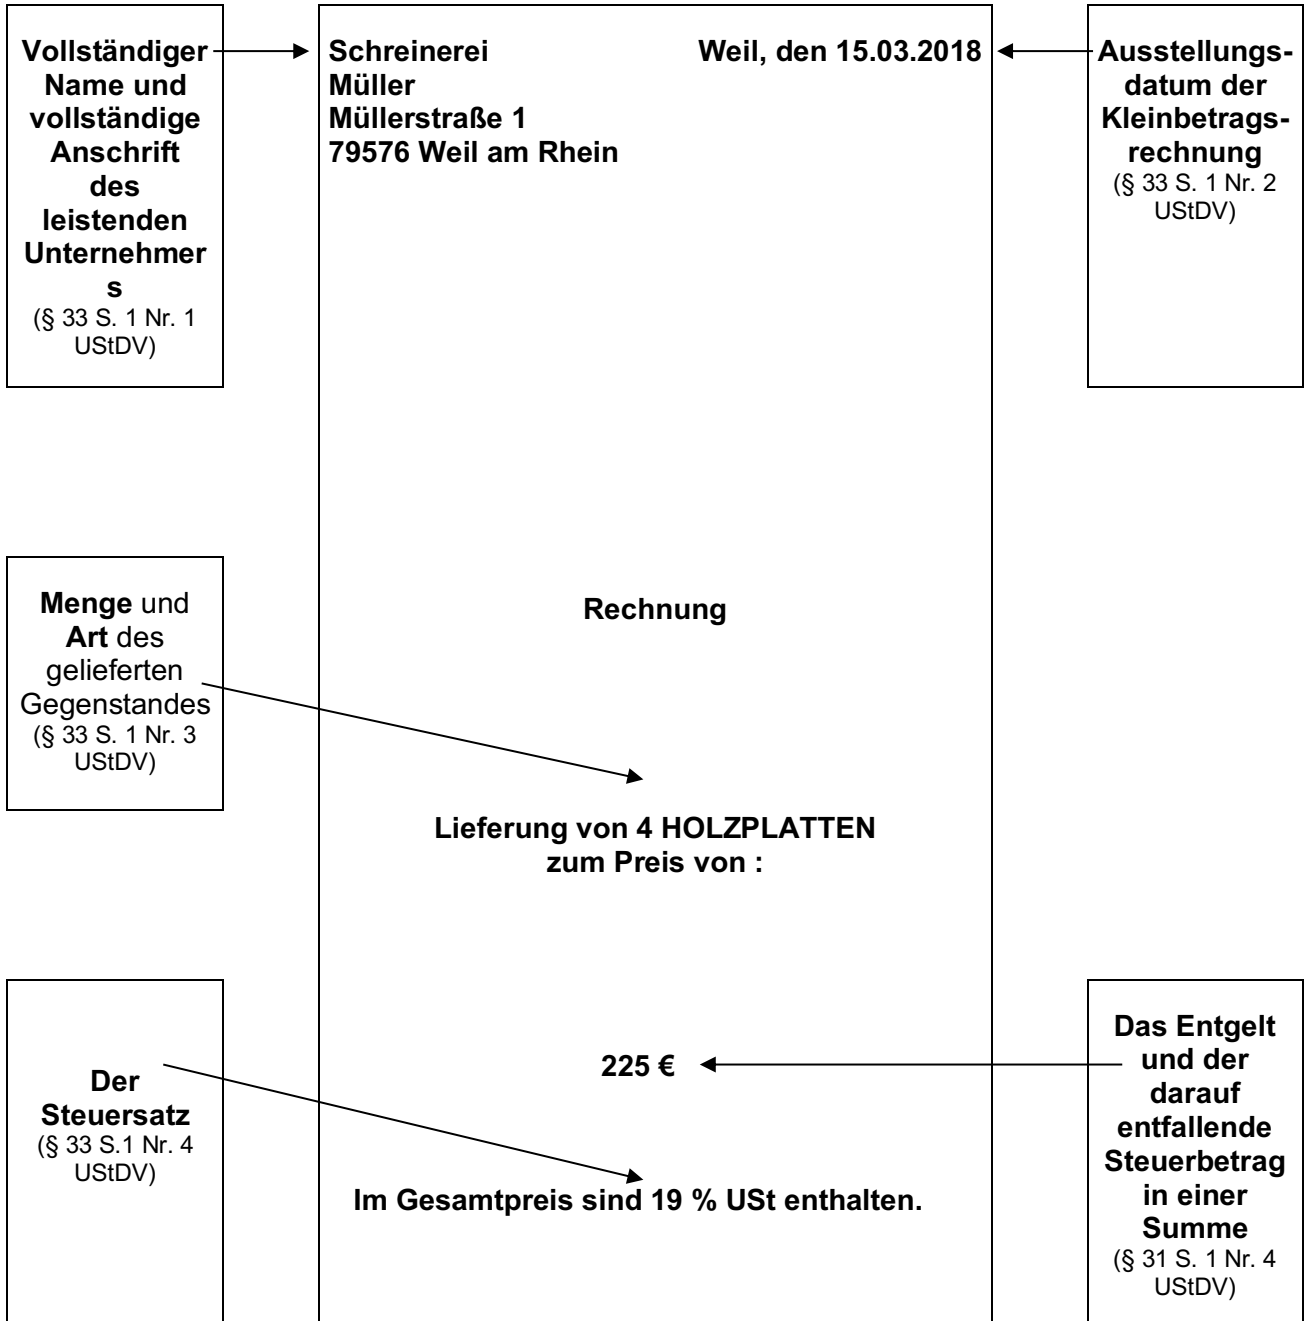 Vollständiger
Name und
vollständige
Anschrift
des
leistenden
Unternehmer
s
(§ 33 S. 1 Nr. 1
UStDV)
Schreinerei
Müller
Müllerstraße 1
79576 Weil am Rhein
Weil, den 15.03.2018
Ausstellungs-
datum der
Kleinbetrags-
rechnung
(§ 33 S. 1 Nr. 2
UStDV)
Menge und
Art des
gelieferten
Gegenstandes
(§ 33 S. 1 Nr. 3
UStDV)
Rechnung
Lieferung von 4 HOLZPLATTEN
zum Preis von :
Der
Steuersatz
(§ 33 S.1 Nr. 4
UStDV)
225 €
Im Gesamtpreis sind 19 % USt enthalten.
Das Entgelt
und der
darauf
entfallende
Steuerbetrag
in einer
Summe
(§ 31 S. 1 Nr. 4
UStDV)